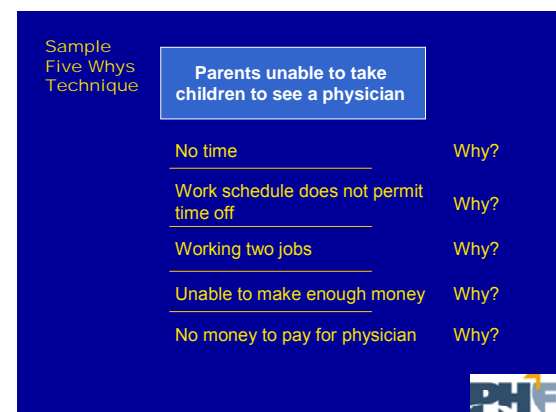 Sample
Five Whys
Technique
Parents unable to take
children to see a physician
No time Why?
Work schedule does not permit
time off Why?
Working two jobs Why?
Unable to make enough money Why?
No money to pay for physician Why?
PHF